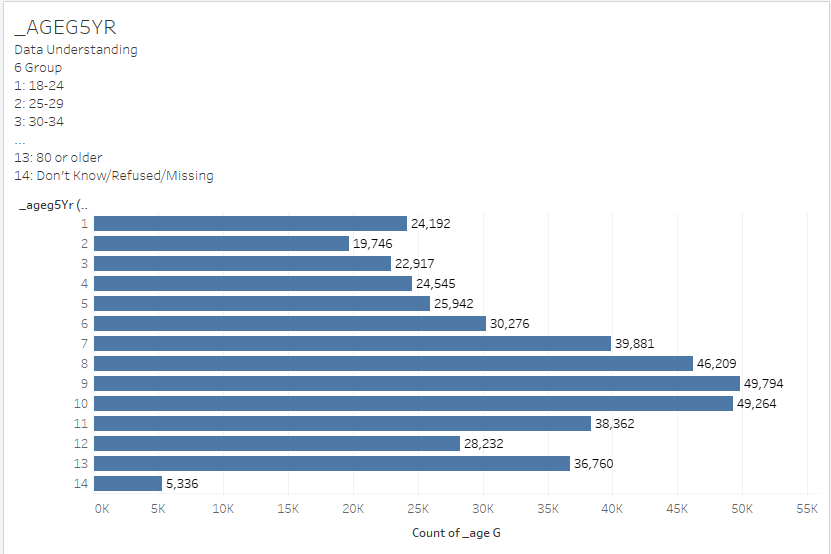 _AGEG5YR
Data Understanding
6 Group
1: 18-24
2: 25-29
3: 30-34
...
13: 80 or older
14: Don't Know/Refused/Missing
_ageg5Yr (..
1 24,192
2 19,746
3 22,917
4 24,545
5 25,942
6 30,276
7 39,881
8 46,209
9 49,794
10 49,264
11 38,362
12 28,232
13 36,760
14 5,336
0K 5K 10K 15K 20K 25K 30K 35K 40K 45K 50K 55K
Count of _age G